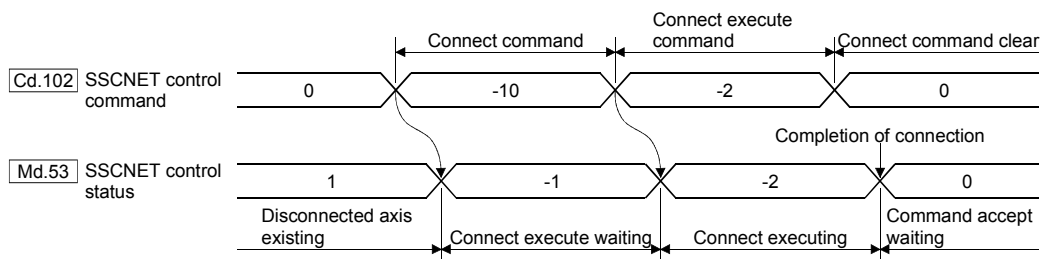 Connect command
Connect execute
command
Connect command clear
Cd.102 SSCNET control
command
0
-10
-2
0
Completion of connection
Md.53 SSCNET control
status
1
-1
-2
0
Disconnected axis
existing
Connect execute waiting
Connect executing
Command accept
waiting